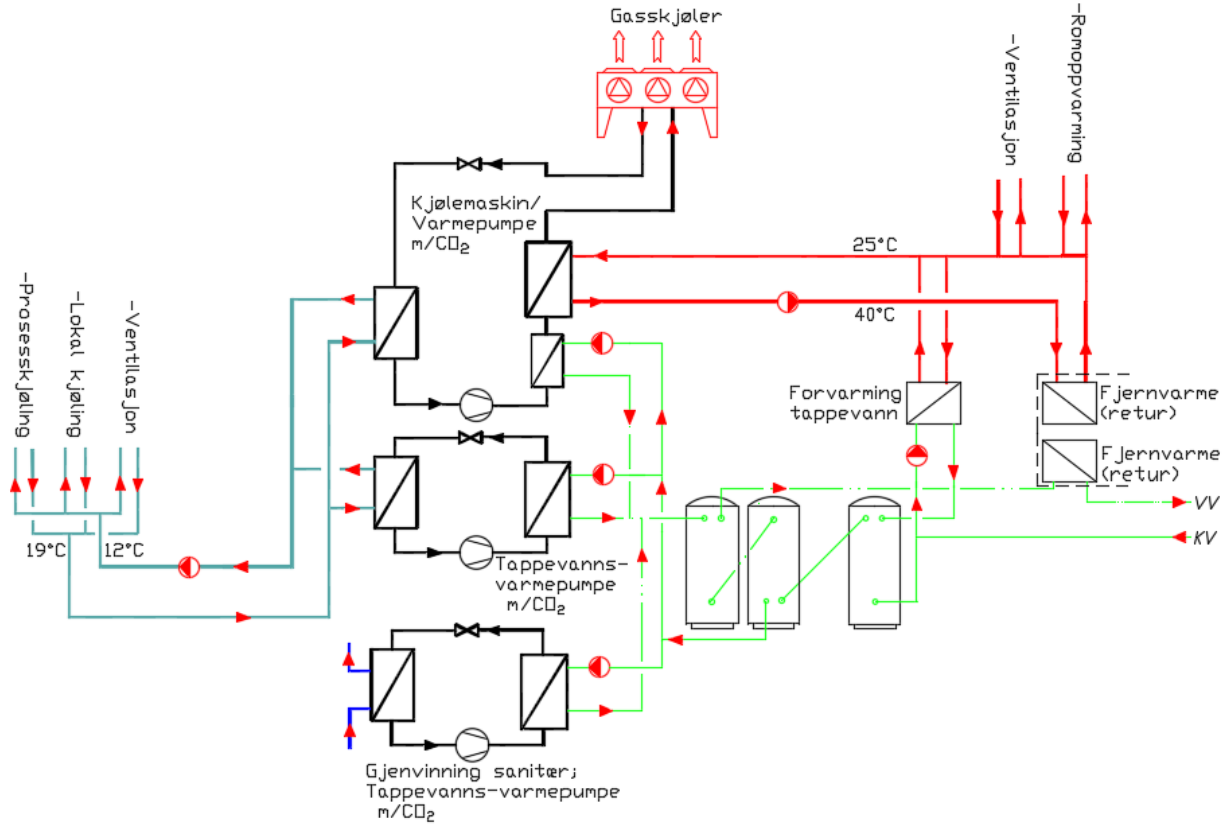 Gasskjøler
-Romoppvarming
-Ventilasjon
Kjølemaskin/
Varmepumpe
m/CO₂
25°C
40°C
-Prosesskjøling
-Lokal kjøling
-Ventilasjon
Forvarming
tappevann
Fjernvarme
(retur)
Fjernvarme
(retur)
VV
KV
19°C
12°C
Tappevanns-
varmepumpe
m/CO₂
Gjenvinning sanitær;
Tappevanns-varmepumpe
m/CO₂